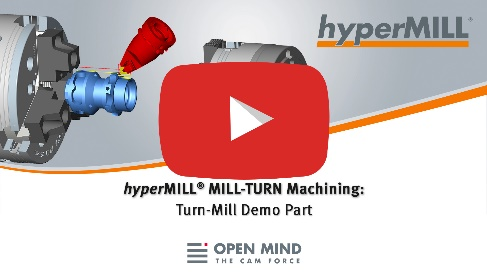 hyperMILL®
hyperMILL® MILL-TURN Machining:
Turn-Mill Demo Part
OPEN MIND
THE CAM FORCE